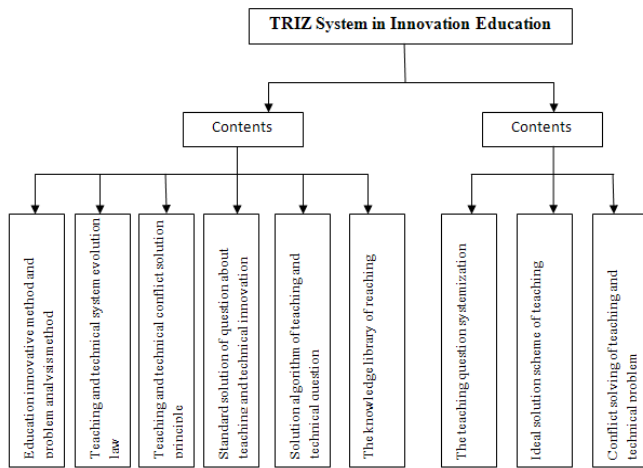 TRIZ System in Innovation Education
Contents
Contents
Education innovative method and
problem analysis method
Teaching and technical system evolution
law
Teaching and technical conflict solution
principle
Standard solution of question about
teaching and technical innovation
Solution algorithm of teaching and
technical question
The knowledge library of reaching
The teaching question systemization
Ideal solution scheme of teaching
Conflict solving of teaching and
technical problem